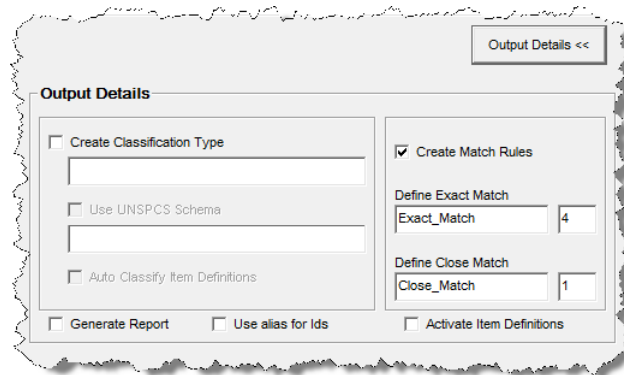 Output Details <<
Output Details
Create Classification Type
Use UNSPCS Schema
Auto Classify Item Definitions
Create Match Rules
Define Exact Match
Exact_Match 4
Define Close Match
Close_Match 1
Generate Report
Use alias for Ids
Activate Item Definitions